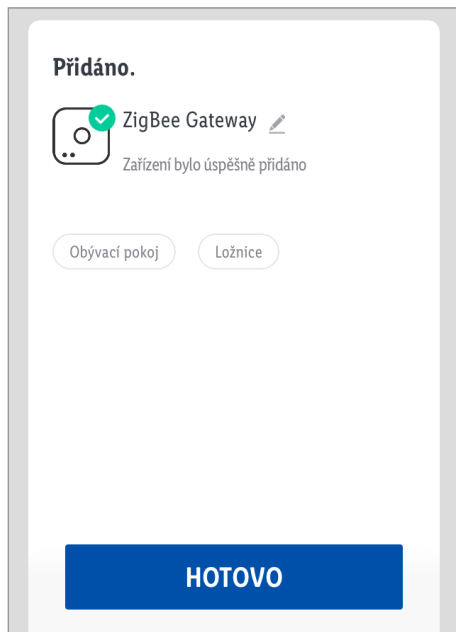 Přidáno.
ZigBee Gateway
Zařízení bylo úspěšně přidáno
Obývací pokoj
Ložnice
HOTOVO